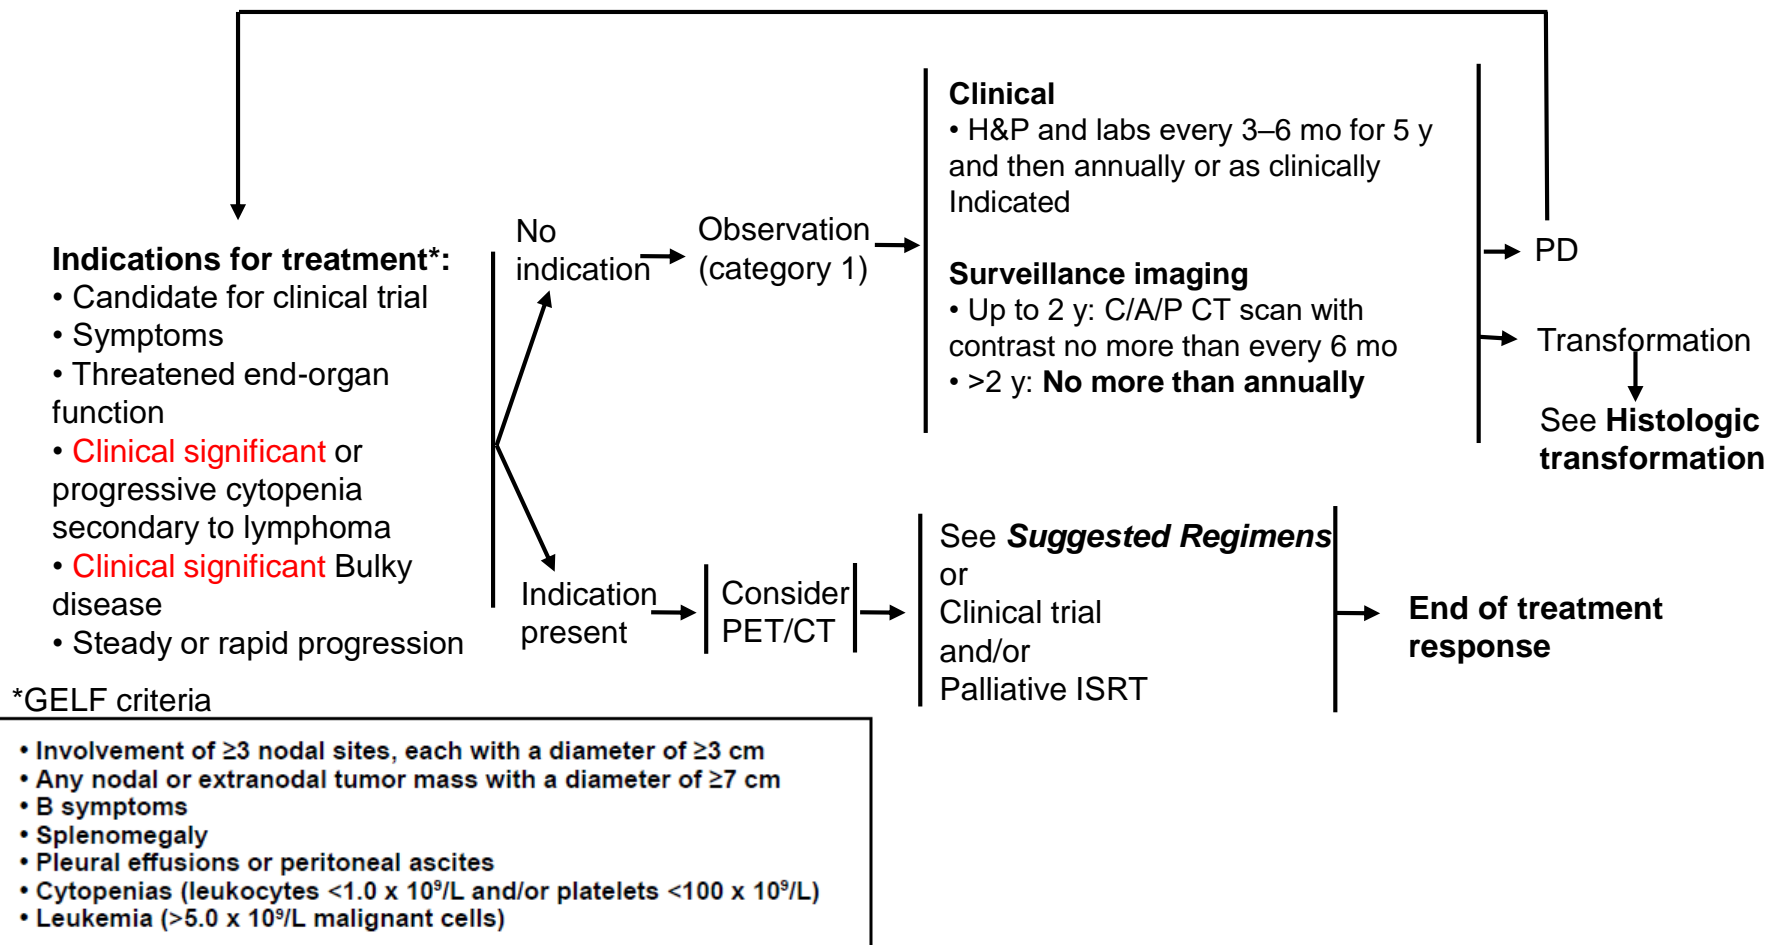 Indications for treatment*:
• Candidate for clinical trial
• Symptoms
• Threatened end-organ
function
• Clinical significant or
progressive cytopenia
secondary to lymphoma
• Clinical significant Bulky
disease
• Steady or rapid progression
No
indication
Observation
(category 1)
Clinical
• H&P and labs every 3–6 mo for 5 y
and then annually or as clinically
Indicated
Surveillance imaging
• Up to 2 y: C/A/P CT scan with
contrast no more than every 6 mo
• >2 y: No more than annually
PD
Transformation
See Histologic
transformation
Indication
present
Consider
PET/CT
See Suggested Regimens
or
Clinical trial
and/or
Palliative ISRT
End of treatment
response
*GELF criteria
• Involvement of ≥3 nodal sites, each with a diameter of ≥3 cm
• Any nodal or extranodal tumor mass with a diameter of ≥7 cm
• B symptoms
• Splenomegaly
• Pleural effusions or peritoneal ascites
• Cytopenias (leukocytes <1.0 x 10⁹/L and/or platelets <100 x 10⁹/L)
• Leukemia (>5.0 x 10⁹/L malignant cells)